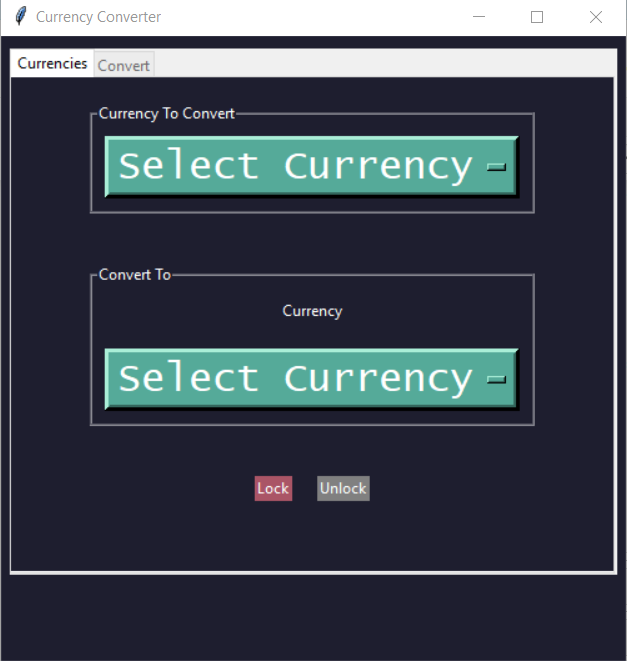 Currency Converter
Currencies Convert
Currency To Convert
Select Currency
Convert To
Currency
Select Currency
Lock Unlock